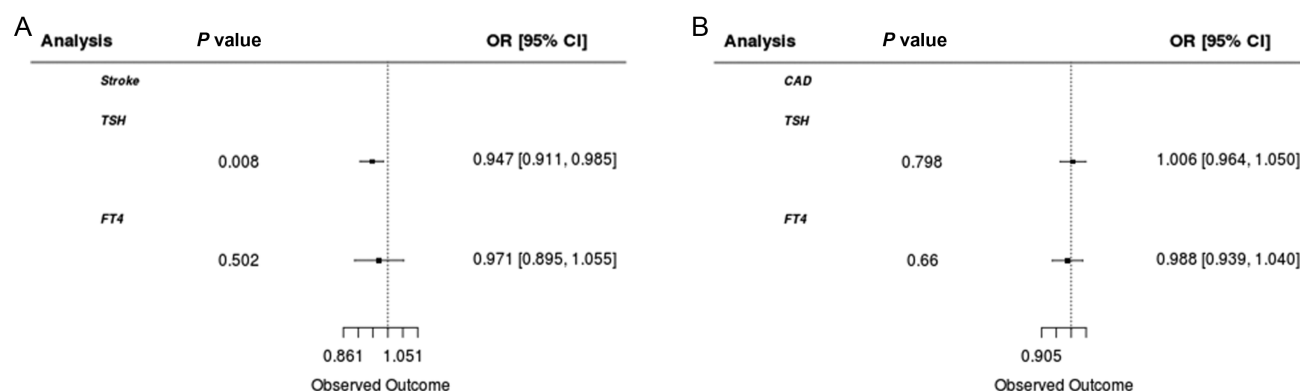 A
Analysis P value OR [95% CI]
Stroke
TSH
0.008 0.947 [0.911, 0.985]
FT4
0.502 0.971 [0.895, 1.055]
0.861 1.051
Observed Outcome
B
Analysis P value OR [95% CI]
CAD
TSH
0.798 1.006 [0.964, 1.050]
FT4
0.66 0.988 [0.939, 1.040]
0.905
Observed Outcome